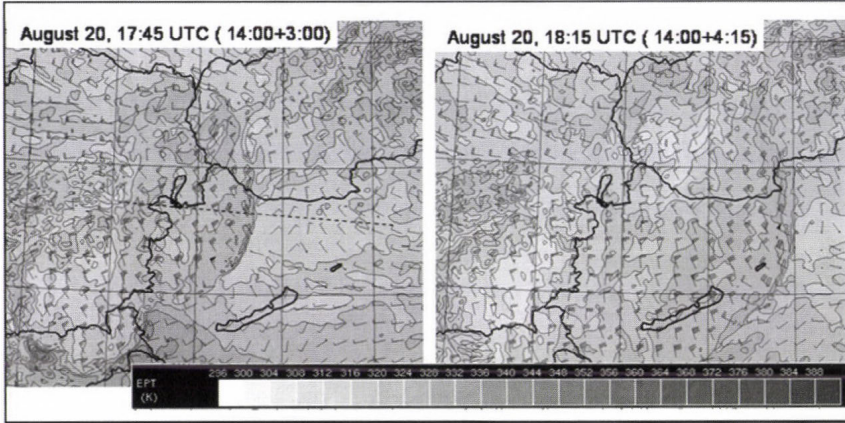 August 20, 17:45 UTC ( 14:00+3:00)
August 20, 18:15 UTC ( 14:00+4:15)
296 300 304 308 312 316 320 324 328 332 336 340 344 348 352 356 360 364 368 372 376 380 384 388
EPT
(K)